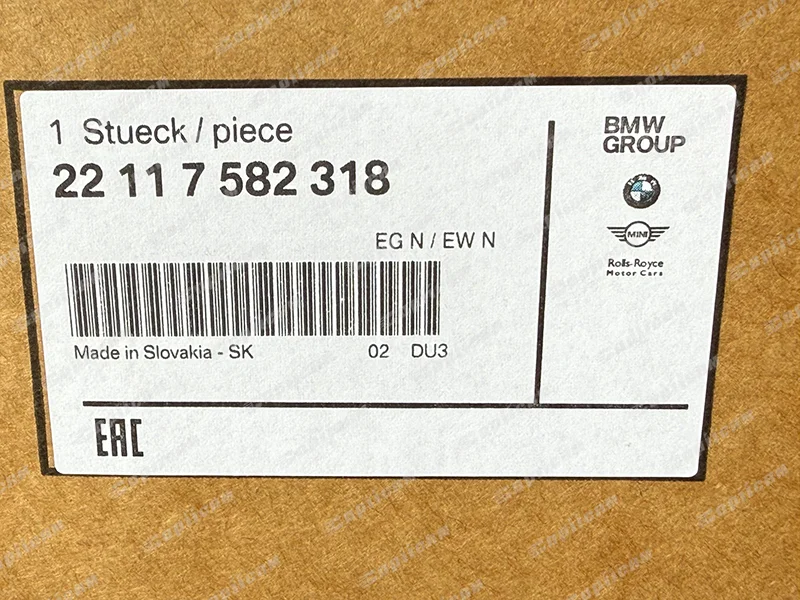 1 Stueck / piece
22 11 7 582 318
EG N / EW N
Made in Slovakia - SK 02 DU3
EAC
BMW
GROUP
MINI
Rolls-Royce
Motor Cars